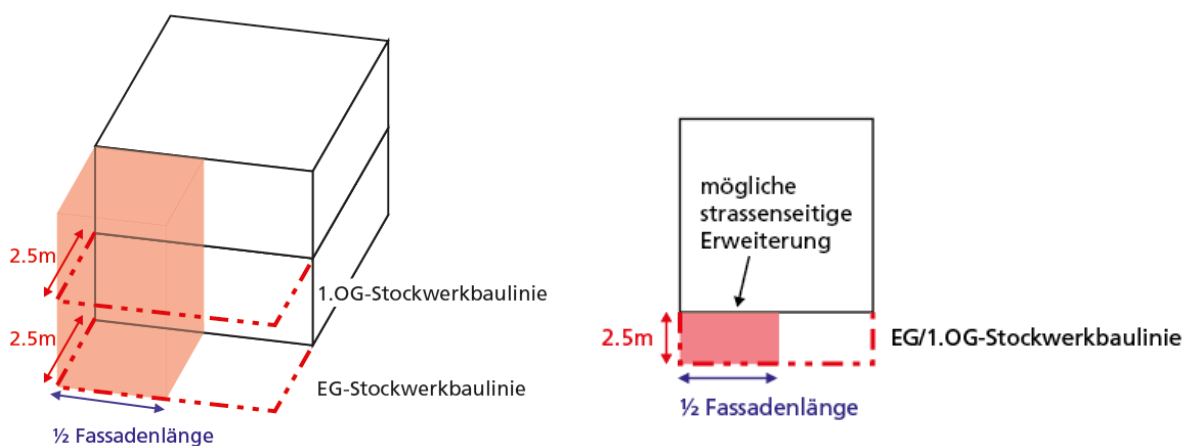 2.5m
1.OG-Stockwerkbaulinie
2.5m
EG-Stockwerkbaulinie
½ Fassadenlänge
mögliche
strassenseitige
Erweiterung
2.5m
EG/1.OG-Stockwerkbaulinie
½ Fassadenlänge